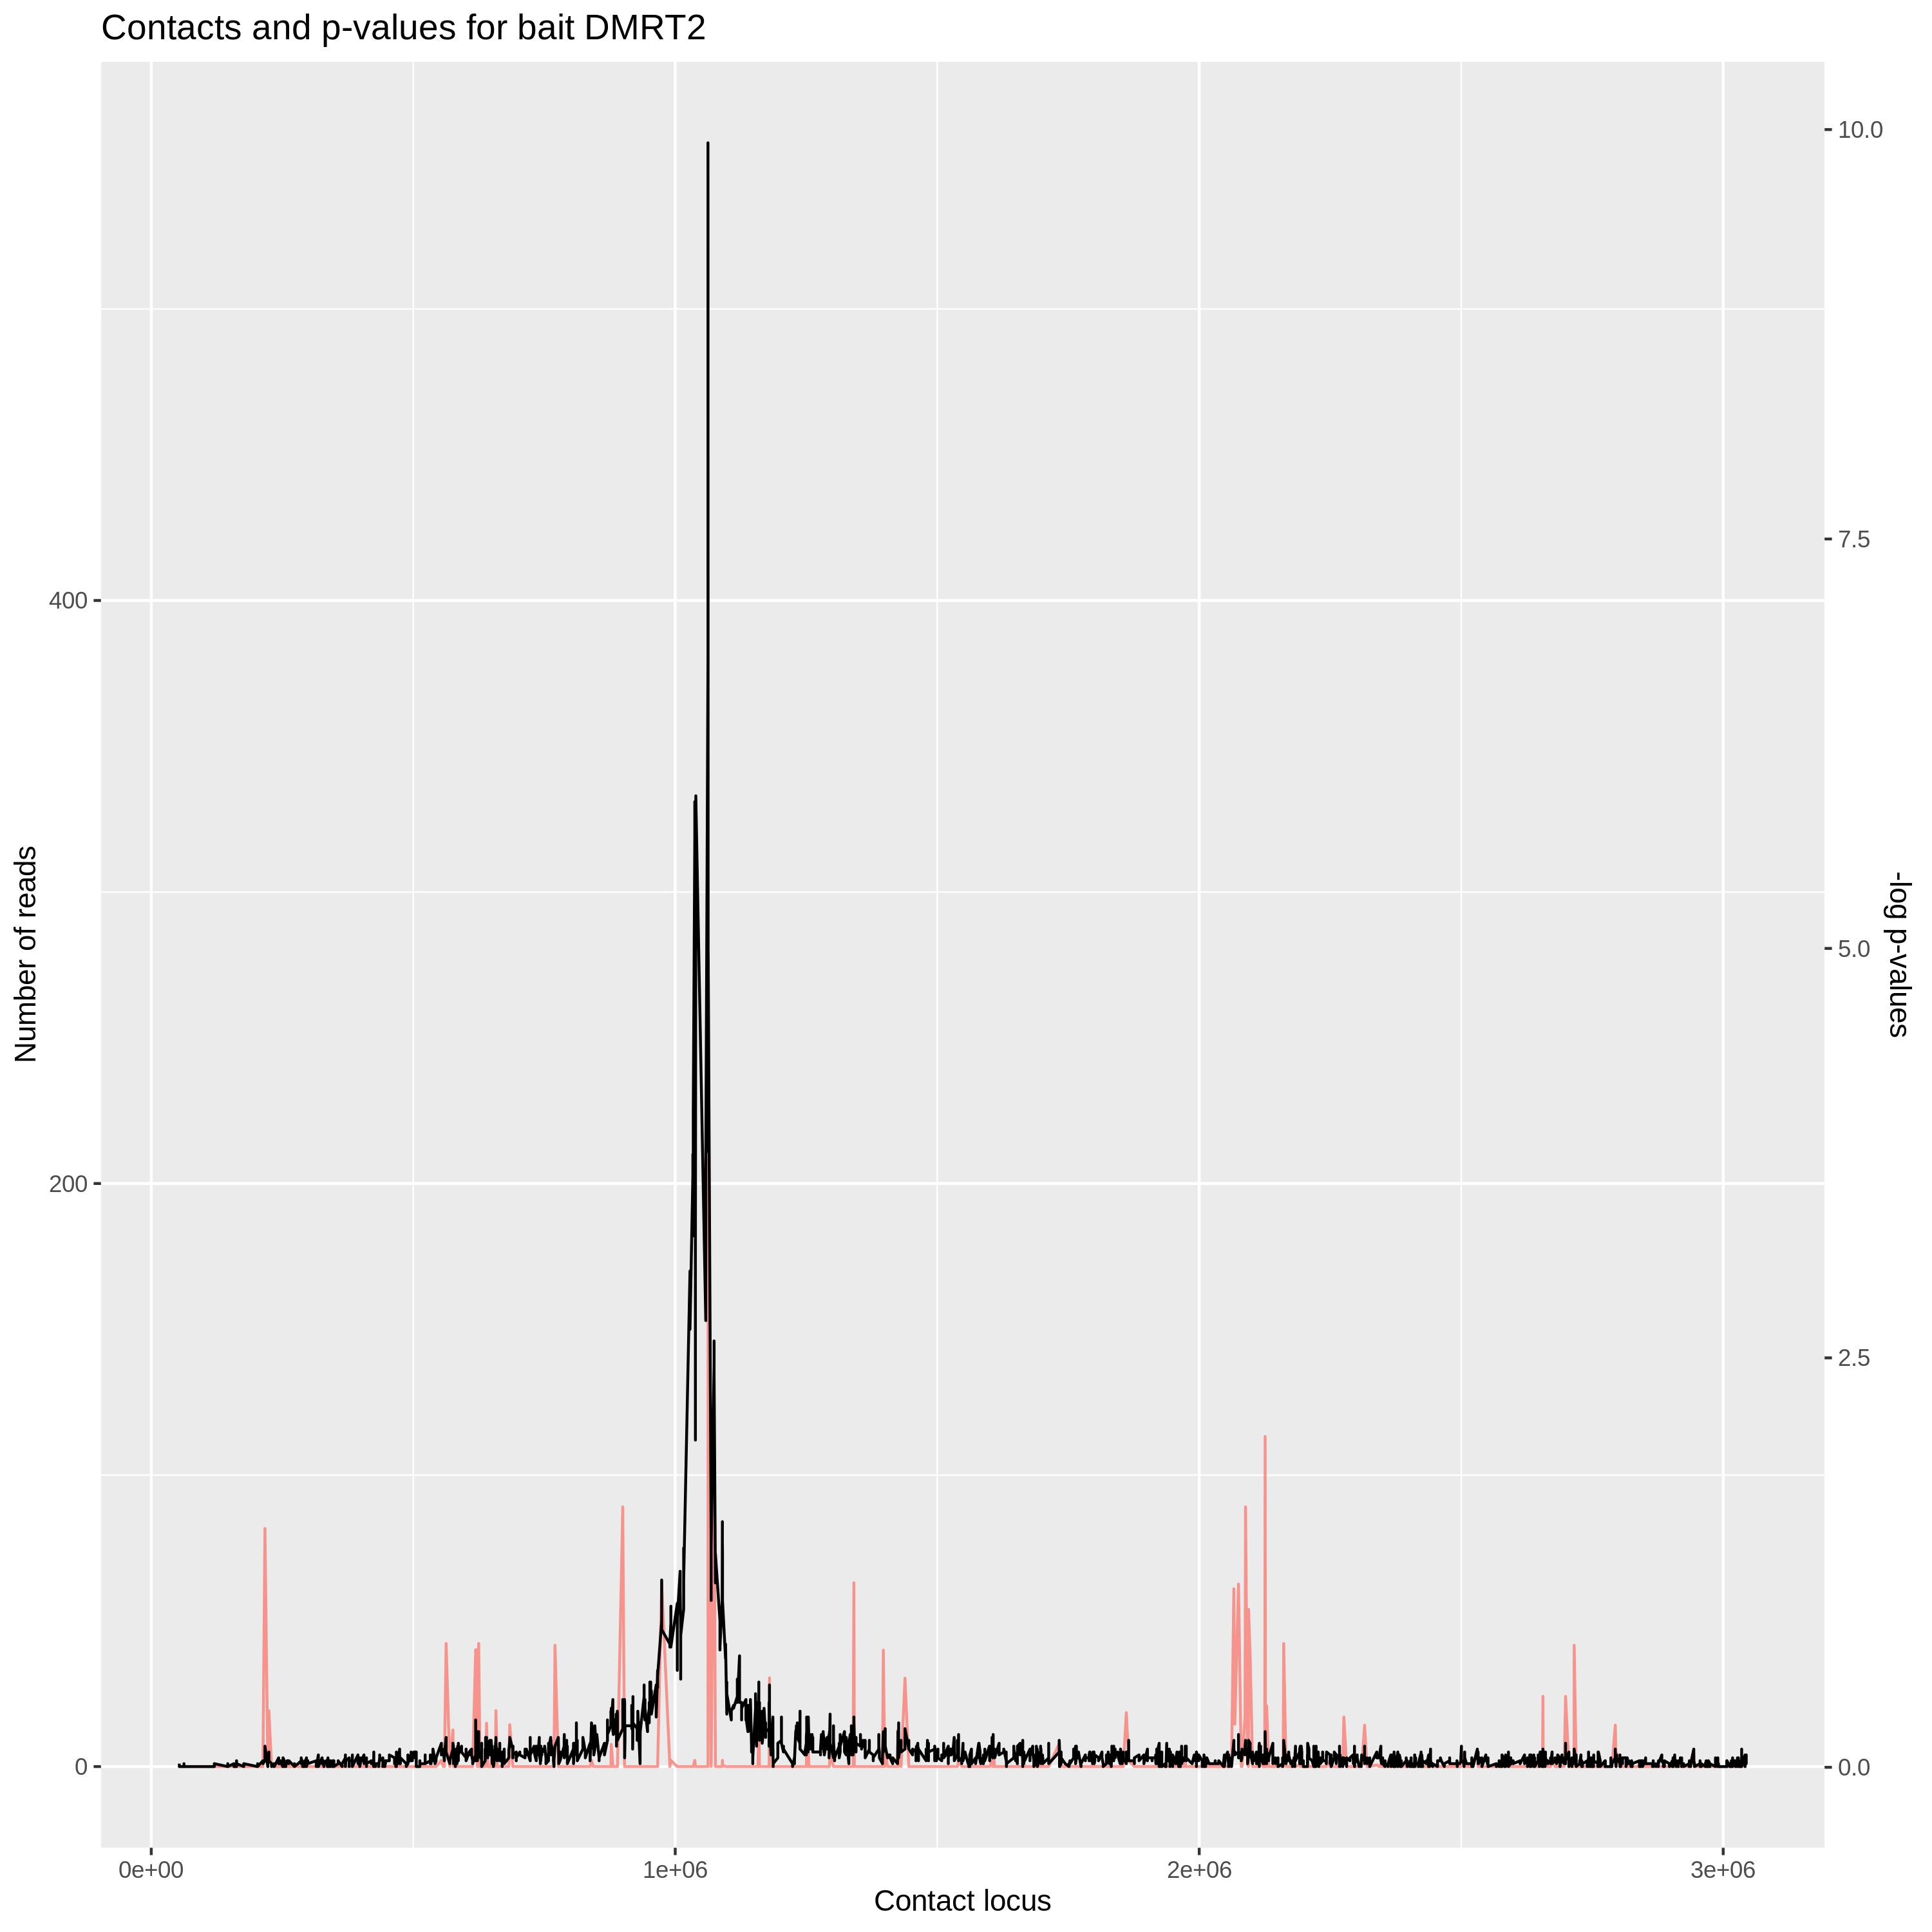 Contacts and p-values for bait DMRT2
10.0
7.5
400
5.0
Number of reads
-log p-values
200
2.5
0
0.0
0e+00 1e+06 2e+06 3e+06
Contact locus